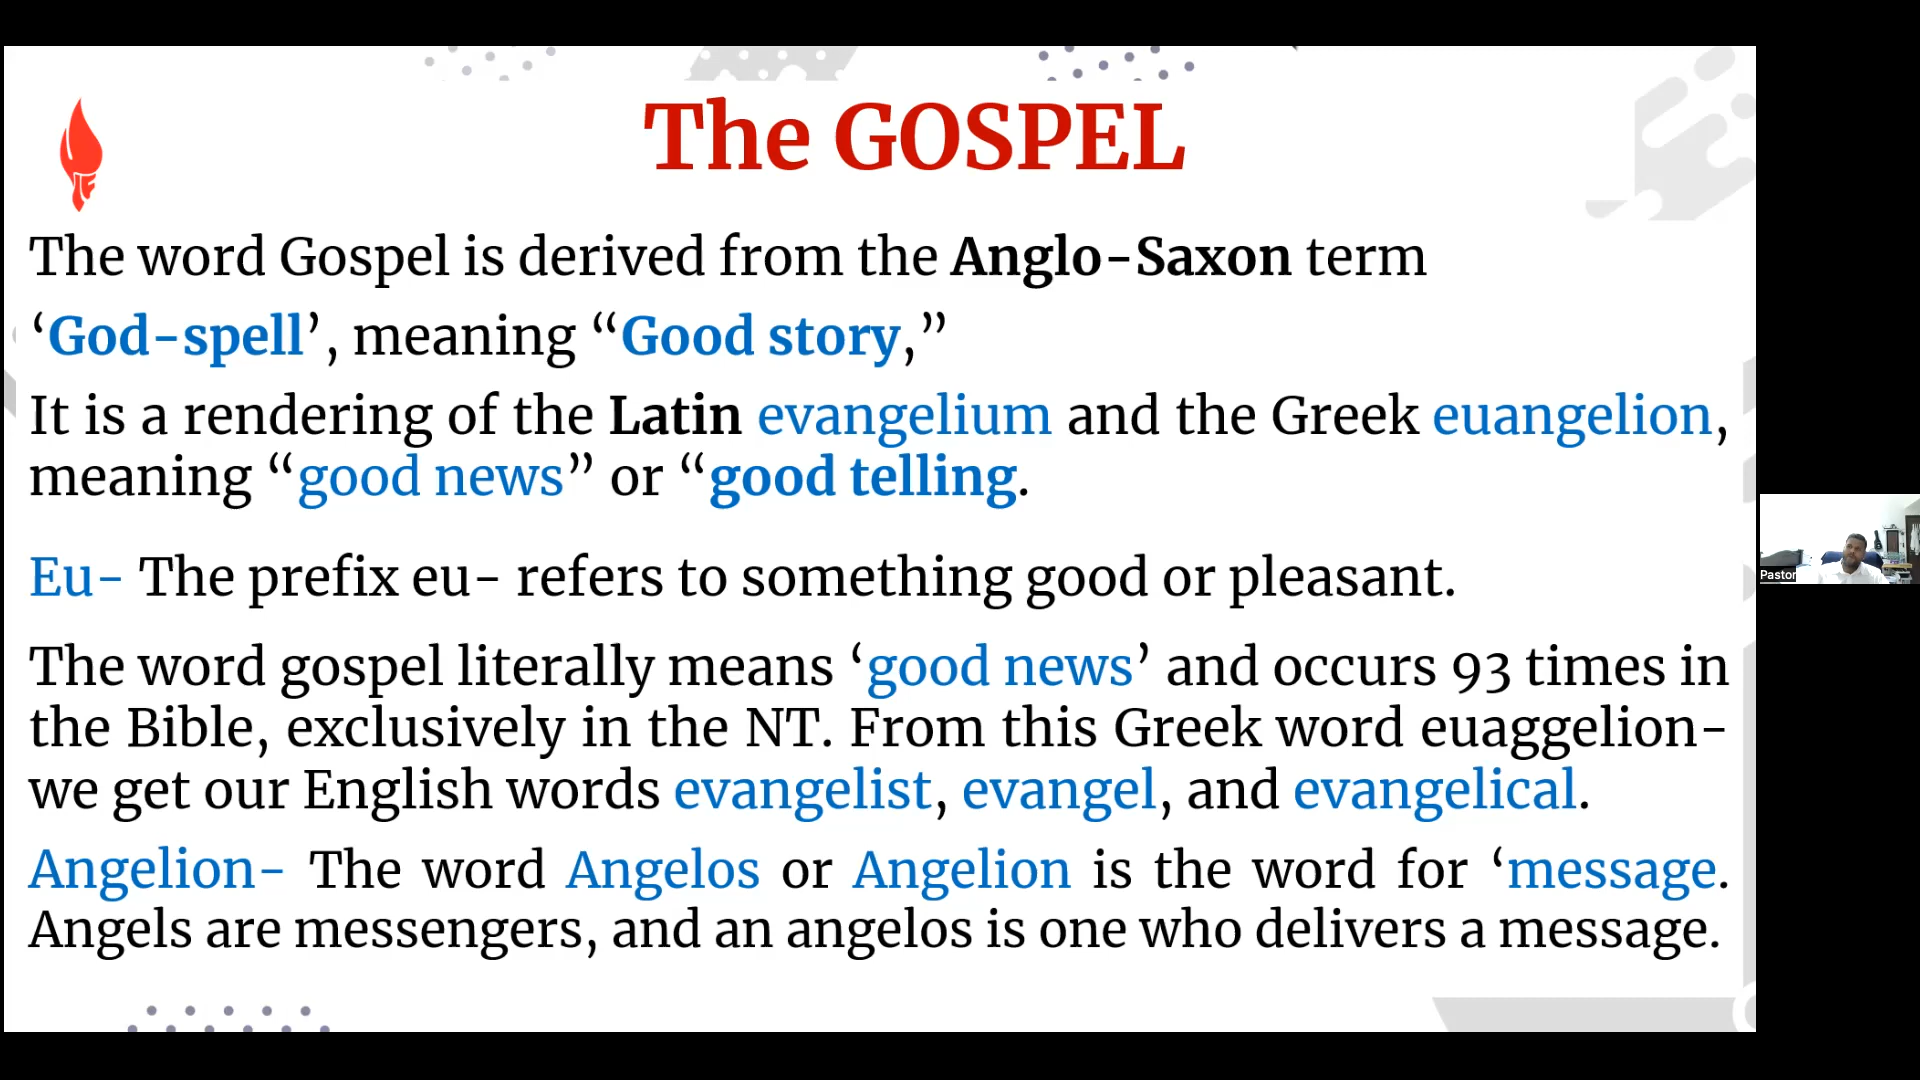 The GOSPEL
The word Gospel is derived from the Anglo-Saxon term
‘God-spell’, meaning “Good story,”
It is a rendering of the Latin evangelium and the Greek euangelion,
meaning “good news” or “good telling.
Eu- The prefix eu- refers to something good or pleasant.
The word gospel literally means ‘good news’ and occurs 93 times in
the Bible, exclusively in the NT. From this Greek word euaggelion-
we get our English words evangelist, evangel, and evangelical.
Angelion- The word Angelos or Angelion is the word for ‘message.
Angels are messengers, and an angelos is one who delivers a message.
Pastor